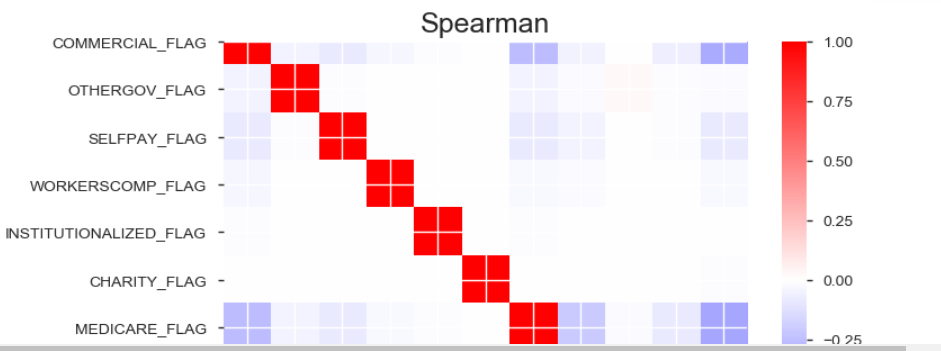 Spearman
COMMERCIAL_FLAG
OTHERGOV_FLAG
SELFPAY_FLAG
WORKERSCOMP_FLAG
INSTITUTIONALIZED_FLAG
CHARITY_FLAG
MEDICARE_FLAG
1.00
0.75
0.50
0.25
0.00
−0.25